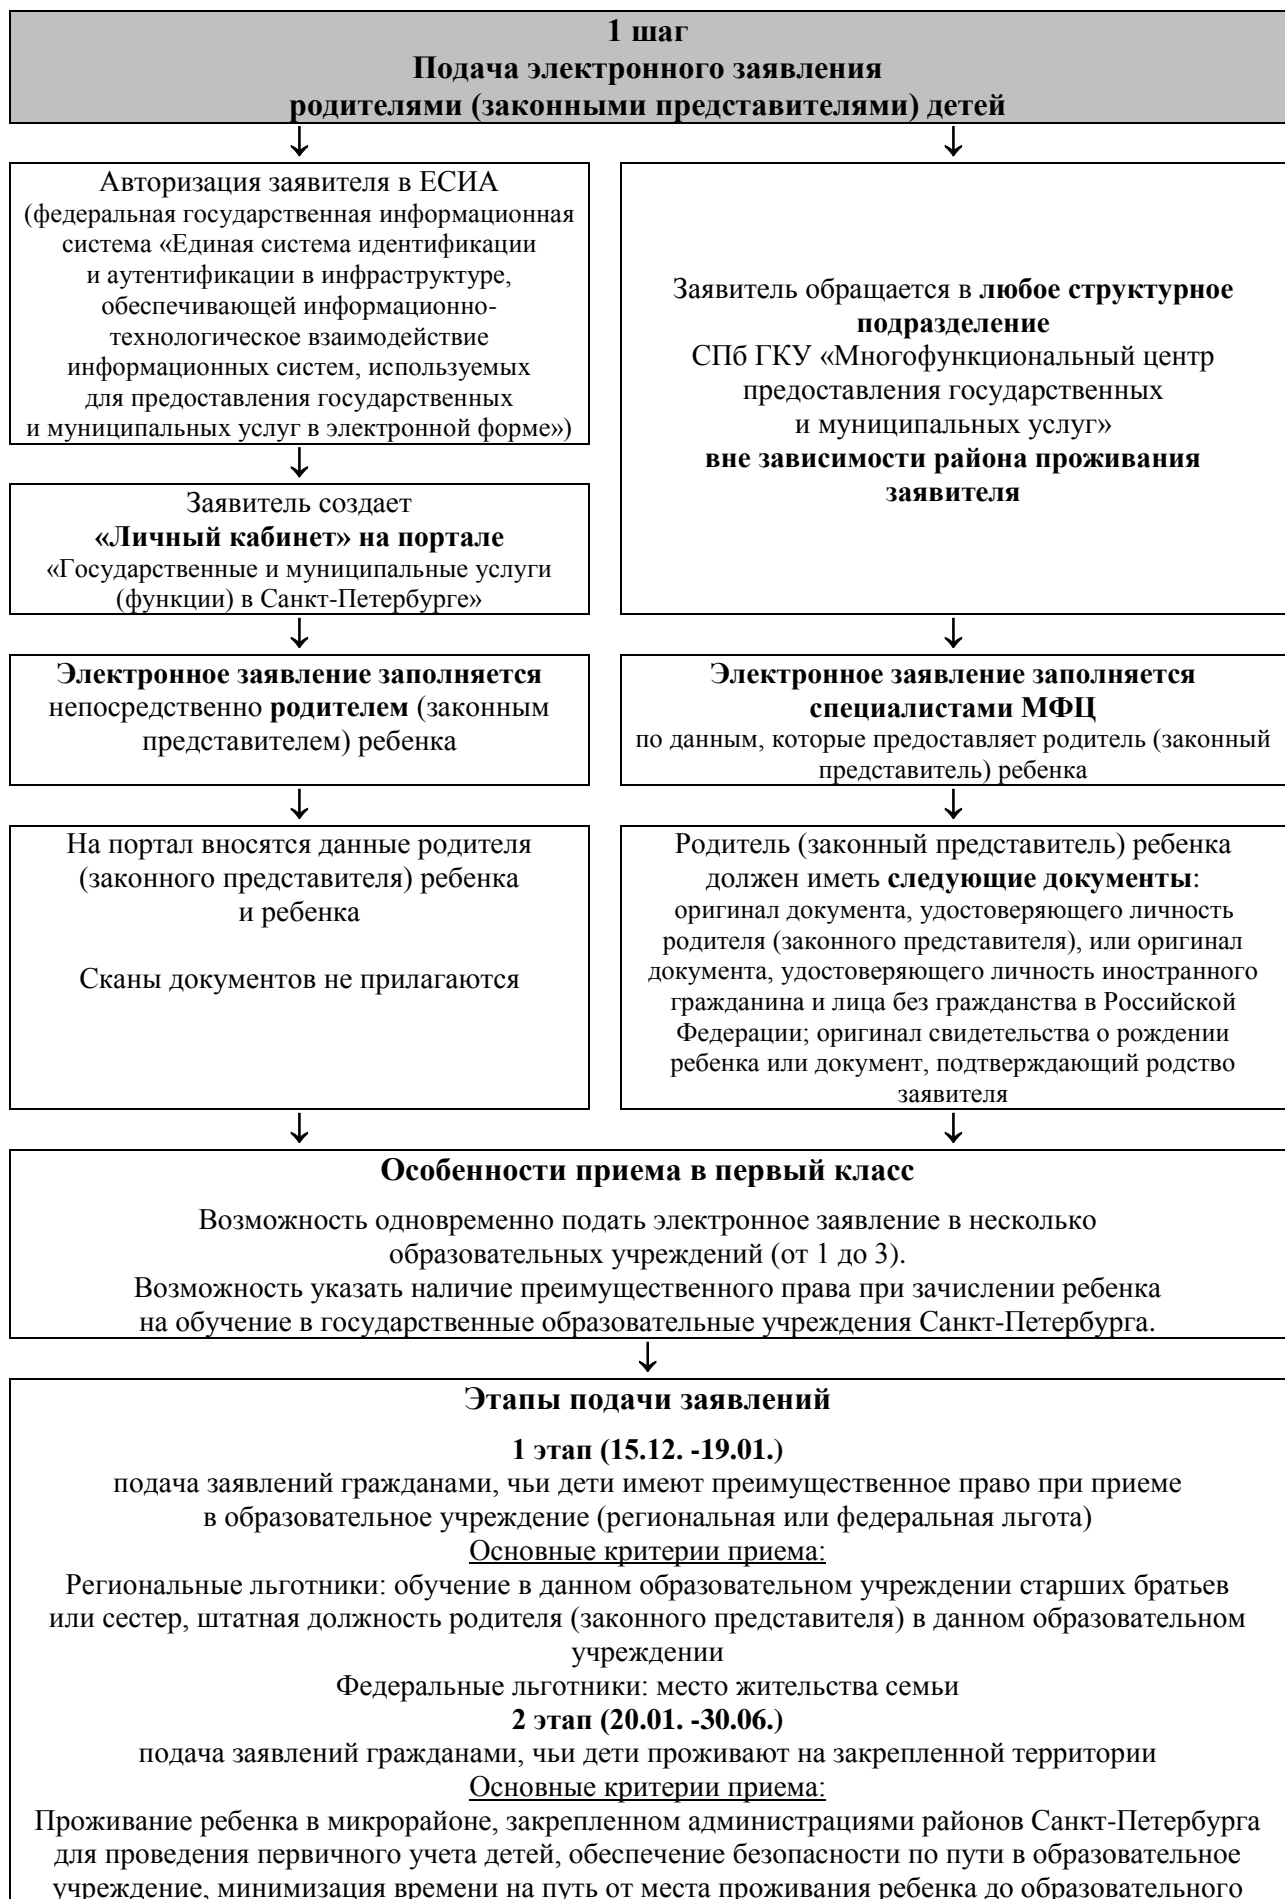 1 шаг
Подача электронного заявления
родителями (законными представителями) детей
Авторизация заявителя в ЕСИА
(федеральная государственная информационная
система «Единая система идентификации
и аутентификации в инфраструктуре,
обеспечивающей информационно-
технологическое взаимодействие
информационных систем, используемых
для предоставления государственных
и муниципальных услуг в электронной форме»)
Заявитель создает
«Личный кабинет» на портале
«Государственные и муниципальные услуги
(функции) в Санкт-Петербурге»
Электронное заявление заполняется
непосредственно родителем (законным
представителем) ребенка
На портал вносятся данные родителя
(законного представителя) ребенка
и ребенка
Сканы документов не прилагаются
Заявитель обращается в любое структурное
подразделение
СПб ГКУ «Многофункциональный центр
предоставления государственных
и муниципальных услуг»
вне зависимости района проживания
заявителя
Электронное заявление заполняется
специалистами МФЦ
по данным, которые предоставляет родитель (законный
представитель) ребенка
Родитель (законный представитель) ребенка
должен иметь следующие документы:
оригинал документа, удостоверяющего личность
родителя (законного представителя), или оригинал
документа, удостоверяющего личность иностранного
гражданина и лица без гражданства в Российской
Федерации; оригинал свидетельства о рождении
ребенка или документ, подтверждающий родство
заявителя
Особенности приема в первый класс
Возможность одновременно подать электронное заявление в несколько
образовательных учреждений (от 1 до 3).
Возможность указать наличие преимущественного права при зачислении ребенка
на обучение в государственные образовательные учреждения Санкт-Петербурга.
Этапы подачи заявлений
1 этап (15.12. -19.01.)
подача заявлений гражданами, чьи дети имеют преимущественное право при приеме
в образовательное учреждение (региональная или федеральная льгота)
Основные критерии приема:
Региональные льготники: обучение в данном образовательном учреждении старших братьев
или сестер, штатная должность родителя (законного представителя) в данном образовательном
учреждении
Федеральные льготники: место жительства семьи
2 этап (20.01. -30.06.)
подача заявлений гражданами, чьи дети проживают на закрепленной территории
Основные критерии приема:
Проживание ребенка в микрорайоне, закрепленном администрациями районов Санкт-Петербурга
для проведения первичного учета детей, обеспечение безопасности по пути в образовательное
учреждение, минимизация времени на путь от места проживания ребенка до образовательного